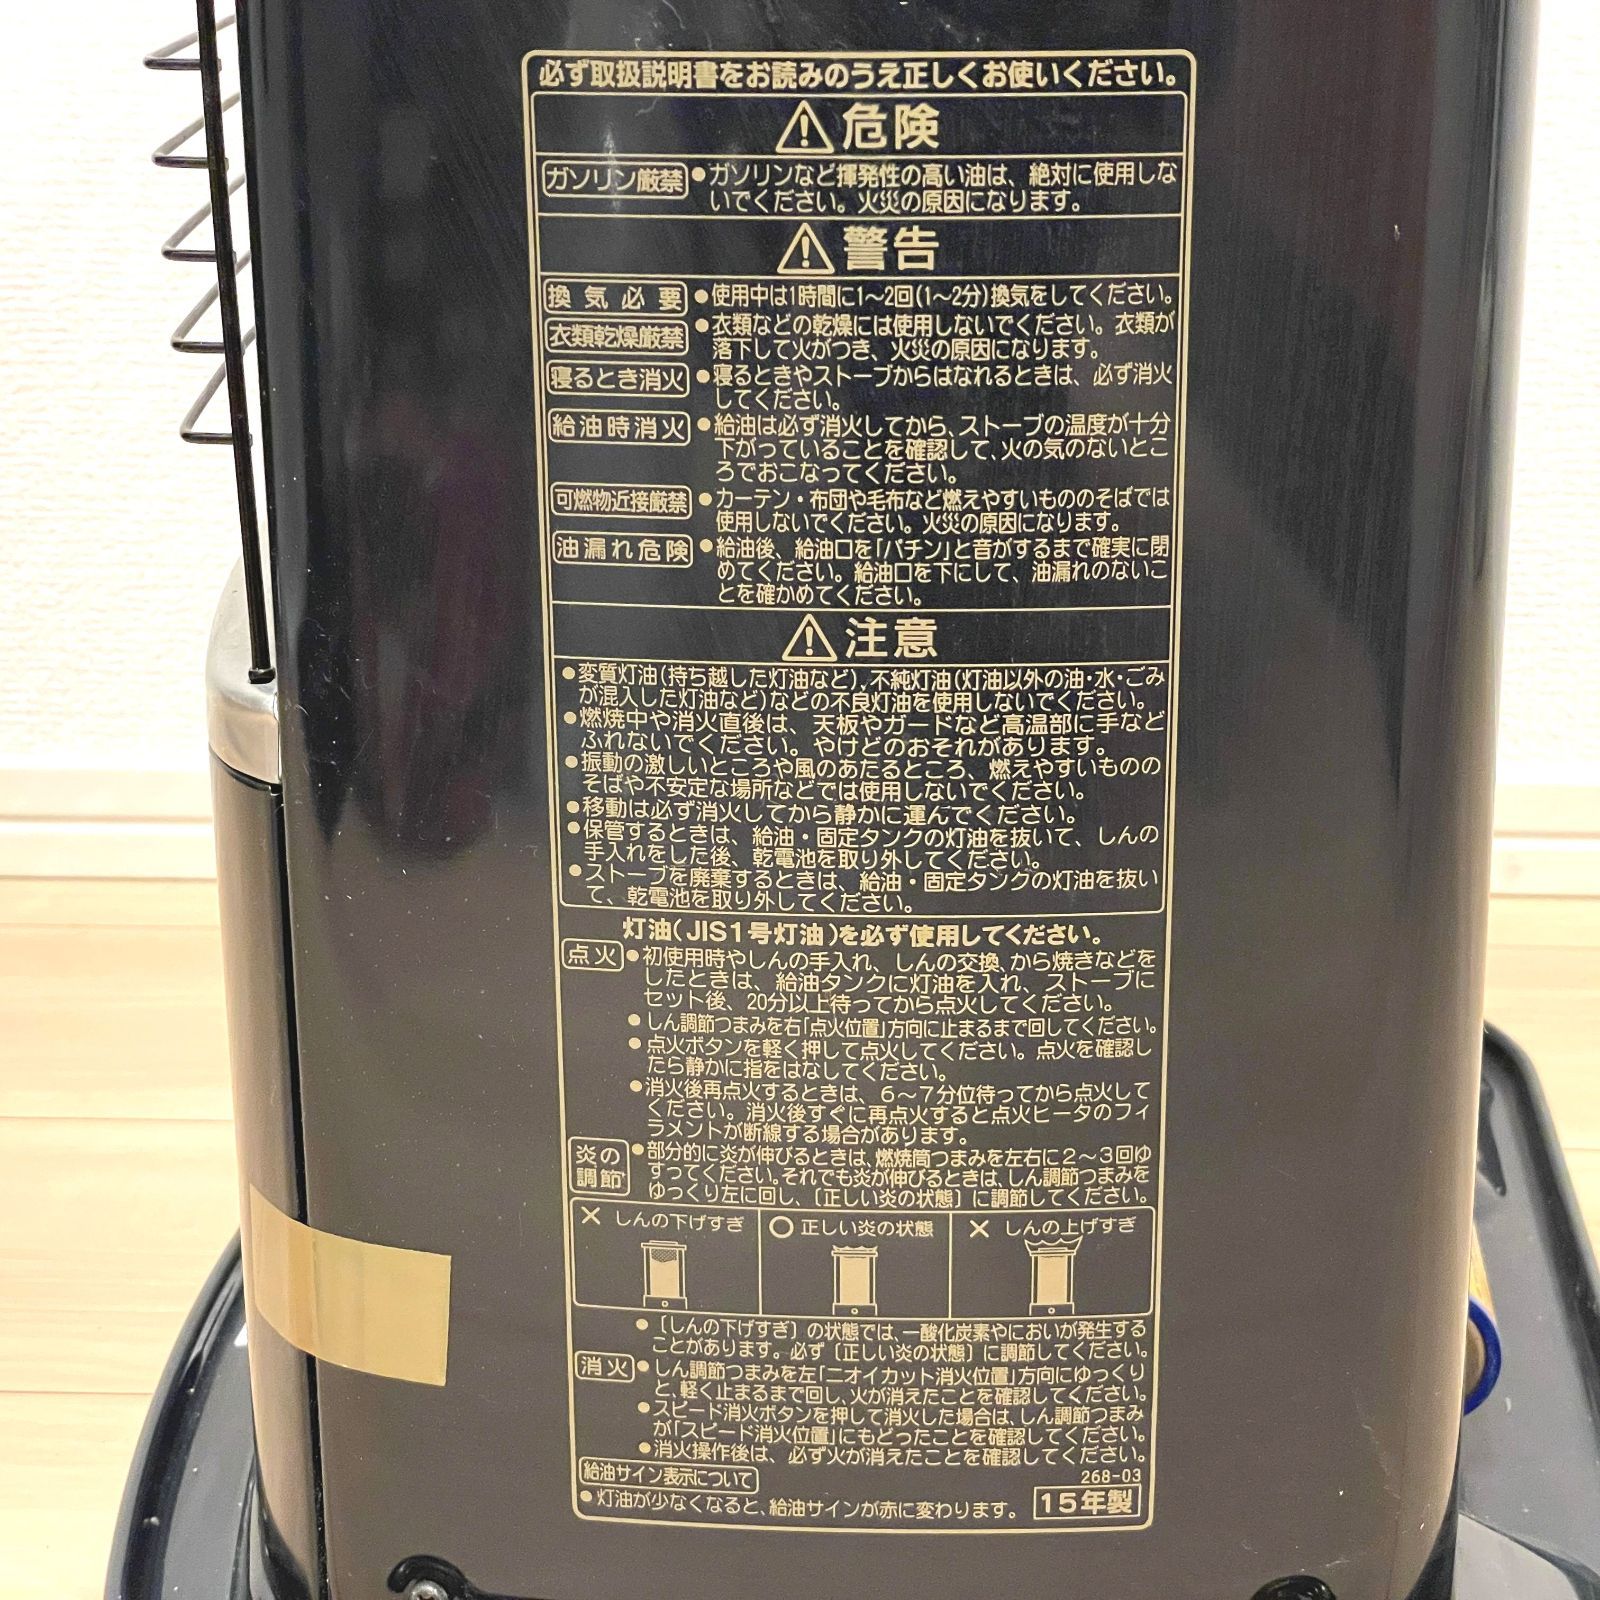 必ず取扱説明書をお読みのうえ正しくお使いください。
危険
ガソリン厳禁
●ガソリンなど揮発性の高い油は、絶対に使用しな
いでください。火災の原因になります。
警告
換気必要
●使用中は1時間に1〜2回(1〜2分)換気をしてください。
衣類乾燥厳禁
●衣類などの乾燥には使用しないでください。衣類が
落下して火がつき、火災の原因になります。
寝るとき消火
●寝るときやストーブからはなれるときは、必ず消火
してください。
給油時消火
●給油は必ず消火してから、ストーブの温度が十分
下がっていることを確認して、火の気のないとこ
ろでおこなってください。
可燃物近接厳禁
●カーテン・布団や毛布など燃えやすいもののそばでは
使用しないでください。火災の原因になります。
油漏れ危険
●給油後、給油口を「パチン」と音がするまで確実に閉
めてください。給油口を下にして、油漏れのないこ
とを確かめてください。
注意
●変質灯油(持ち越した灯油など)、不純灯油(灯油以外の油・水・ごみ
が混入した灯油など)などの不良灯油を使用しないでください。
●燃焼中や消火直後は、天板やガードなど高温部に手など
ふれないでください。やけどのおそれがあります。
●振動の激しいところや風のあたるところ、燃えやすいものの
そばや不安定な場所などでは使用しないでください。
●移動は必ず消火してから静かに運んでください。
●保管するときは、給油・固定タンクの灯油を抜いて、しんの
手入れをした後、乾電池を取り外してください。
●ストーブを廃棄するときは、給油・固定タンクの灯油を抜い
て、乾電池を取り外してください。
灯油(JIS1号灯油)を必ず使用してください。
点火
●初使用時やしんの手入れ、しんの交換、から焼きなどを
したときは、給油タンクに灯油を入れ、ストーブに
セット後、20分以上待ってから点火してください。
●しん調節つまみを右「点火位置」方向に止まるまで回してください。
●点火ボタンを軽く押して点火してください。点火を確認し
たら静かに指をはなしてください。
●消火後再点火するときは、6〜7分位待ってから点火して
ください。消火後すぐに再点火すると点火ヒータのフィ
ラメントが断線する場合があります。
炎の
調節
●部分的に炎が伸びるときは、燃焼筒つまみを左右に2〜3回ゆ
すってください。それでも炎が伸びるときは、しん調節つまみを
ゆっくり左に回し、〔正しい炎の状態〕に調節してください。
× しんの下げすぎ
○ 正しい炎の状態
× しんの上げすぎ
●〔しんの下げすぎ〕の状態では、一酸化炭素やにおいが発生する
ことがあります。必ず〔正しい炎の状態〕に調節してください。
消火
●しん調節つまみを左「ニオイカット消火位置」方向にゆっくり
と、軽く止まるまで回し、火が消えたことを確認してください。
●スピード消火ボタンを押して消火した場合は、しん調節つまみ
が「スピード消火位置」にもどったことを確認してください。
●消火操作後は、必ず火が消えたことを確認してください。
給油サイン表示について
268-03
●灯油が少なくなると、給油サインが赤に変わります。
15年製